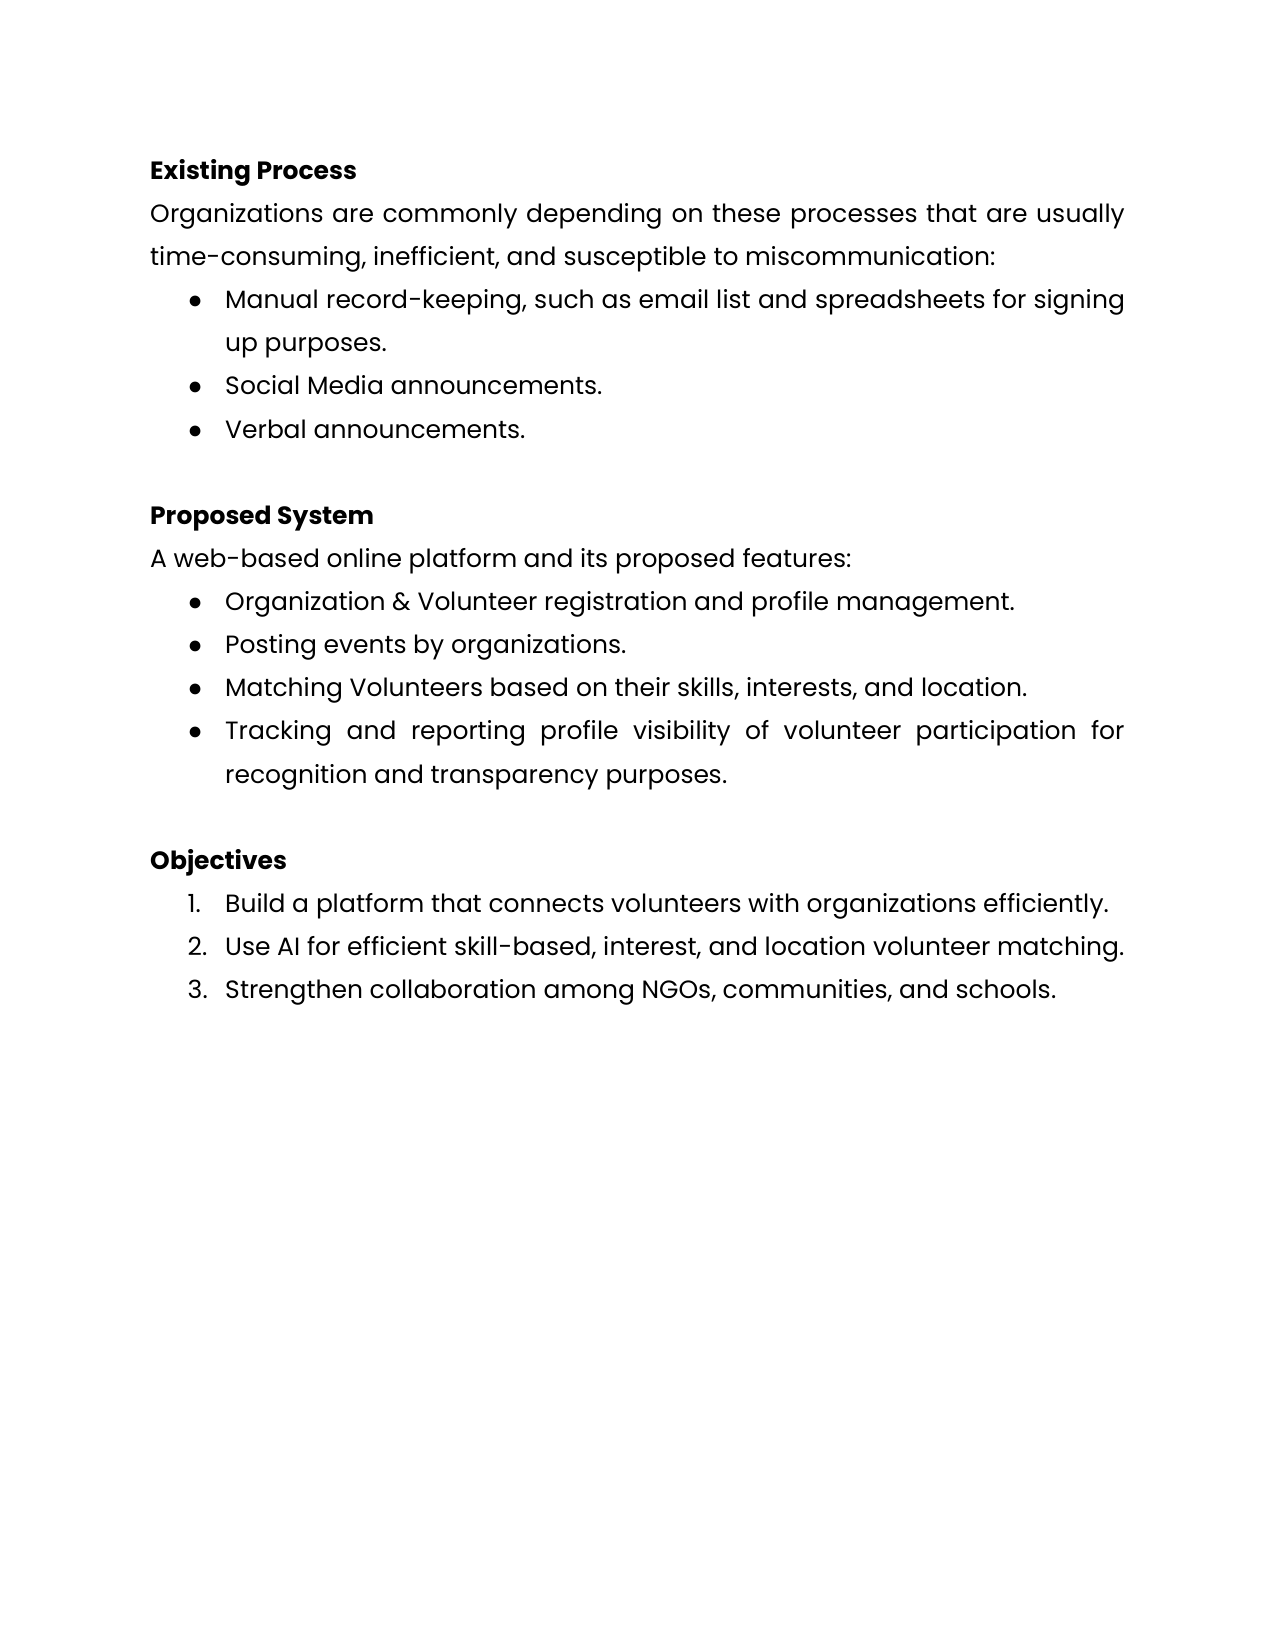 Existing Process
Organizations are commonly depending on these processes that are usually
time-consuming, inefficient, and susceptible to miscommunication:
● Manual record-keeping, such as email list and spreadsheets for signing
up purposes.
● Social Media announcements.
● Verbal announcements.
Proposed System
A web-based online platform and its proposed features:
● Organization & Volunteer registration and profile management.
● Posting events by organizations.
● Matching Volunteers based on their skills, interests, and location.
● Tracking and reporting profile visibility of volunteer participation for
recognition and transparency purposes.
Objectives
1. Build a platform that connects volunteers with organizations efficiently.
2. Use AI for efficient skill-based, interest, and location volunteer matching.
3. Strengthen collaboration among NGOs, communities, and schools.